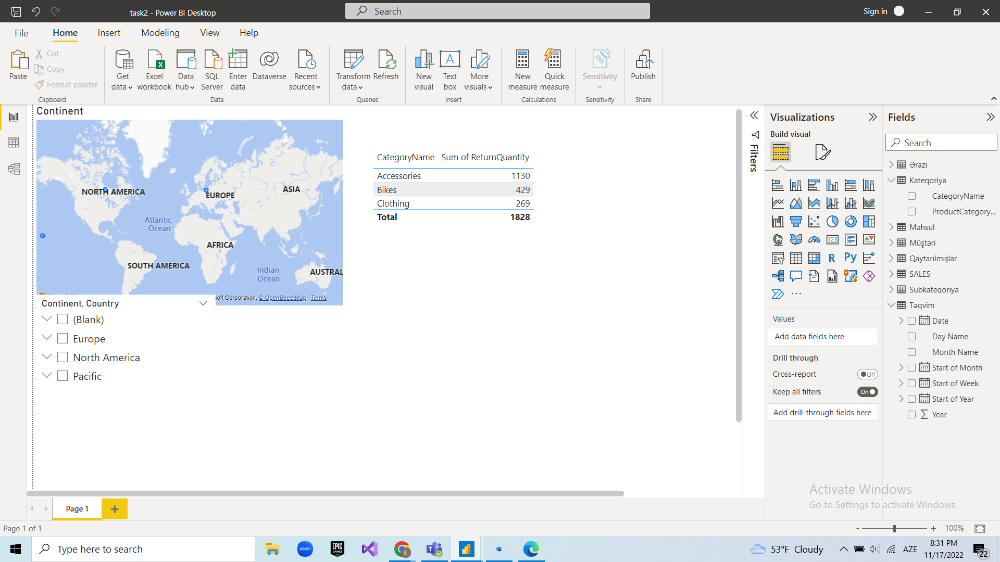 task2 - Power BI Desktop
Search
Sign in
File
Home
Insert
Modeling
View
Help
Paste
Cut
Copy
Format painter
Clipboard
Get data
Excel workbook
Data hub
SQL Server
Enter data
Dataverse
Recent sources
Data
Transform data
Refresh
Queries
New visual
Text box
More visuals
Insert
New measure
Quick measure
Calculations
Sensitivity
Sensitivity
Publish
Share
Continent
NORTH AMERICA
EUROPE
ASIA
Atlantic
Ocean
AFRICA
SOUTH AMERICA
Indian
Ocean
AUSTRAL
soft Corporation, © OpenStreetMap Terms
Continent, Country
(Blank)
Europe
North America
Pacific
CategoryName Sum of ReturnQuantity
Accessories 1130
Bikes 429
Clothing 269
Total 1828
Filters
Visualizations
Build visual
123
R
Py
Values
Add data fields here
Drill through
Cross-report
Off
Keep all filters
On
Add drill-through fields here
Fields
Search
Ərazi
Kateqoriya
CategoryName
ProductCategory...
Məhsul
Müştəri
Qaytarılmışlar
SALES
Subkateqoriya
Təqvim
Date
Day Name
Month Name
Start of Month
Start of Week
Start of Year
Year
Activate Windows
Go to Settings to activate Windows.
Page 1
Page 1 of 1
100%
Type here to search
zoom
EPIC
GAMES
E
53°F Cloudy
AZE
8:31 PM
11/17/2022
22